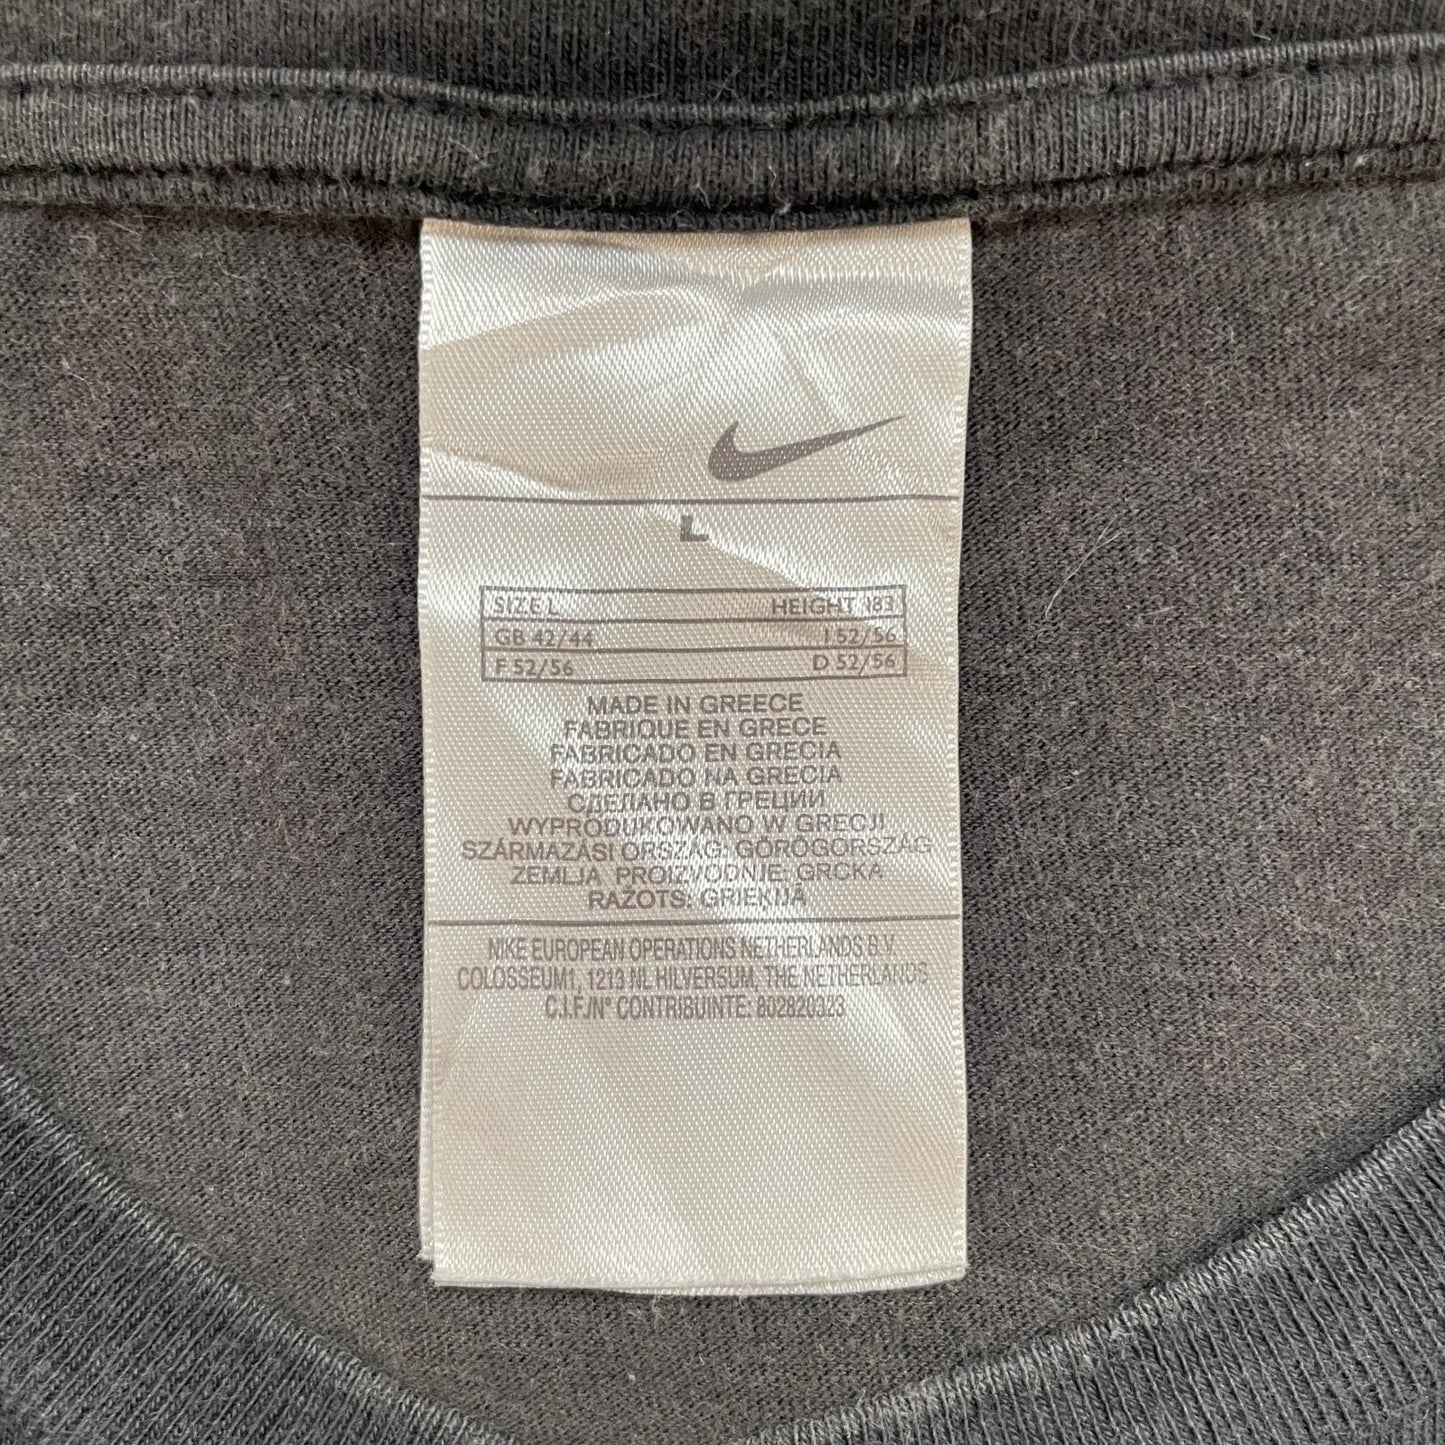 L
SIZE L HEIGHT 183
GB 42/44 I 52/56
F 52/56 D 52/56
MADE IN GREECE
FABRIQUE EN GRECE
FABRICADO EN GRECIA
FABRICADO NA GRECIA
СДЕЛАНО В ГРЕЦИИ
WYPRODUKOWANO W GRECJI
SZÁRMAZÁSI ORSZÁG: GÖRÖGORSZÁG
ZEMLJA PROIZVODNJE: GRCKA
RAŽOTS: GRIEKIJA
NIKE EUROPEAN OPERATIONS NETHERLANDS B.V.
COLOSSEUM1, 1213 NL HILVERSUM, THE NETHERLANDS
C.I.F./N° CONTRIBUINTE: 802820323